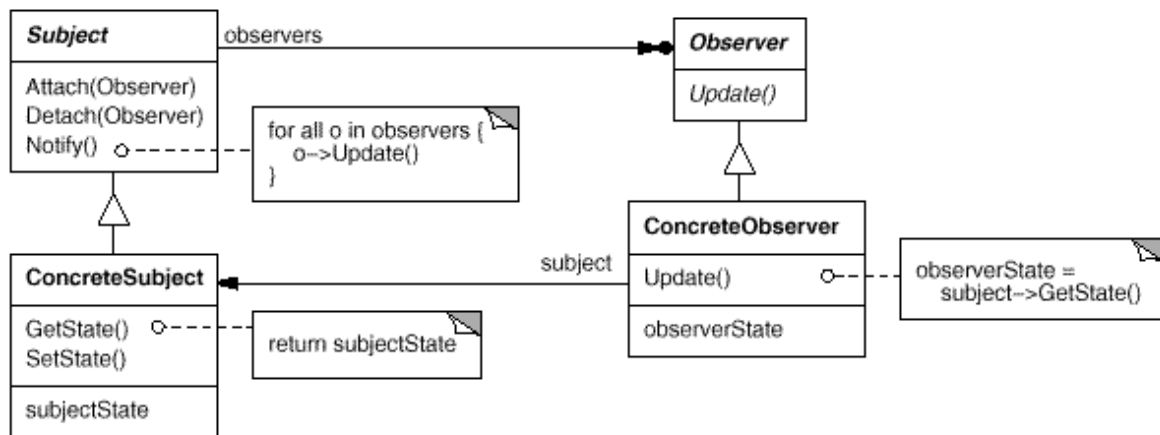 Subject
Attach(Observer)
Detach(Observer)
Notify()
observers
Observer
Update()
for all o in observers {
o->Update()
}
ConcreteSubject
GetState()
SetState()
subjectState
return subjectState
subject
ConcreteObserver
Update()
observerState
observerState =
subject->GetState()